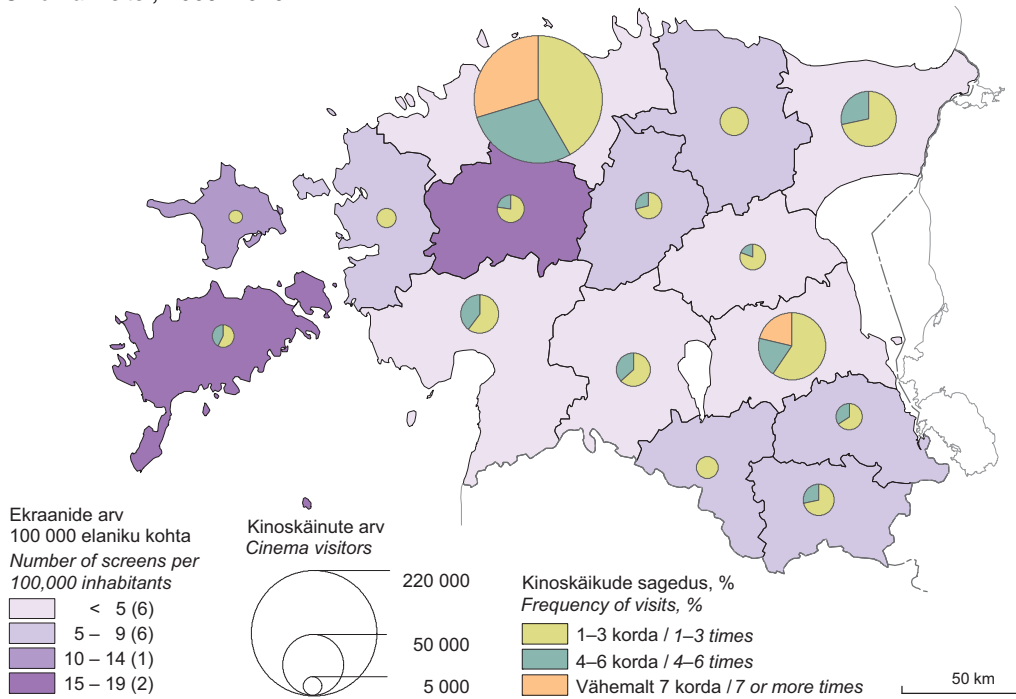 Ekraanide arv
100 000 elaniku kohta
Number of screens per
100,000 inhabitants
< 5 (6)
5 – 9 (6)
10 – 14 (1)
15 – 19 (2)
Kinoskäinute arv
Cinema visitors
220 000
50 000
5 000
Kinoskäikude sagedus, %
Frequency of visits, %
1–3 korda / 1–3 times
4–6 korda / 4–6 times
Vähemalt 7 korda / 7 or more times
50 km